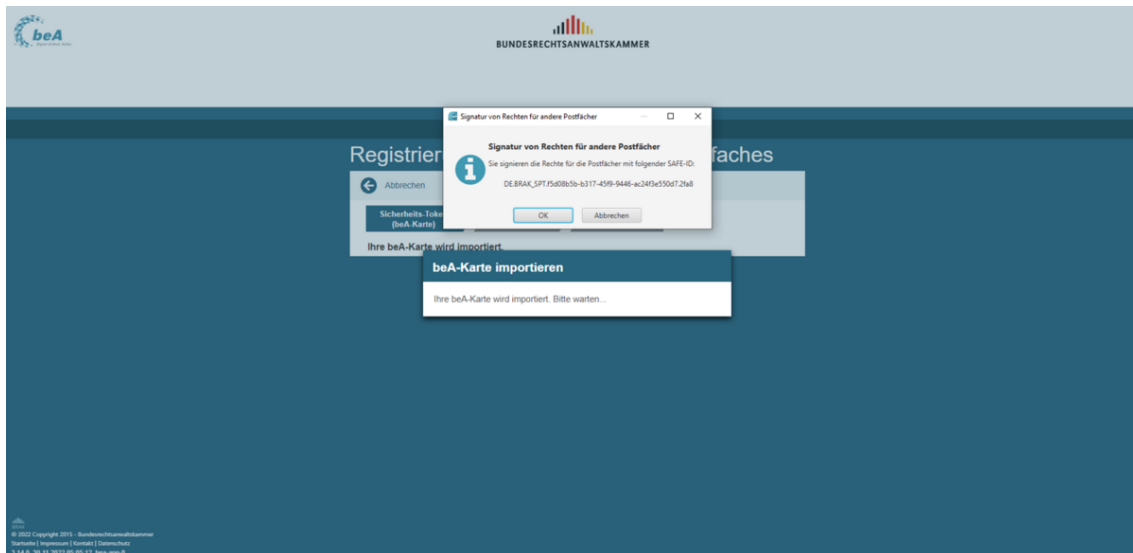 beA
BUNDESRECHTSANWALTSKAMMER
Signatur von Rechten für andere Postfächer
Signatur von Rechten für andere Postfächer
Sie signieren die Rechte für die Postfächer mit folgender SAFE-ID:
DE.BRAK_SPT.f5d08b5b-b317-45f9-9446-ac24f3e550d7.2fa8
OK Abbrechen
Registrier faches
Abbrechen
Sicherheits-Toke
(beA-Karte)
Ihre beA-Karte wird importiert.
beA-Karte importieren
Ihre beA-Karte wird importiert. Bitte warten...
© 2022 Copyright 2015 - Bundesrechtsanwaltskammer
Startseite | Impressum | Kontakt | Datenschutz